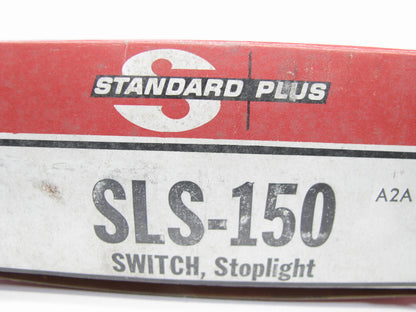 S
STANDARD PLUS
SLS-150
A2A
SWITCH, Stoplight